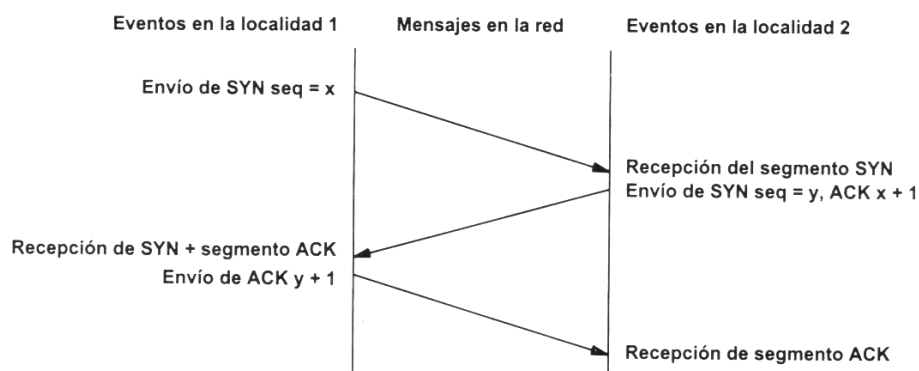 Eventos en la localidad 1
Mensajes en la red
Eventos en la localidad 2
Envío de SYN seq = x
Recepción del segmento SYN
Envío de SYN seq = y, ACK x + 1
Recepción de SYN + segmento ACK
Envío de ACK y + 1
Recepción de segmento ACK